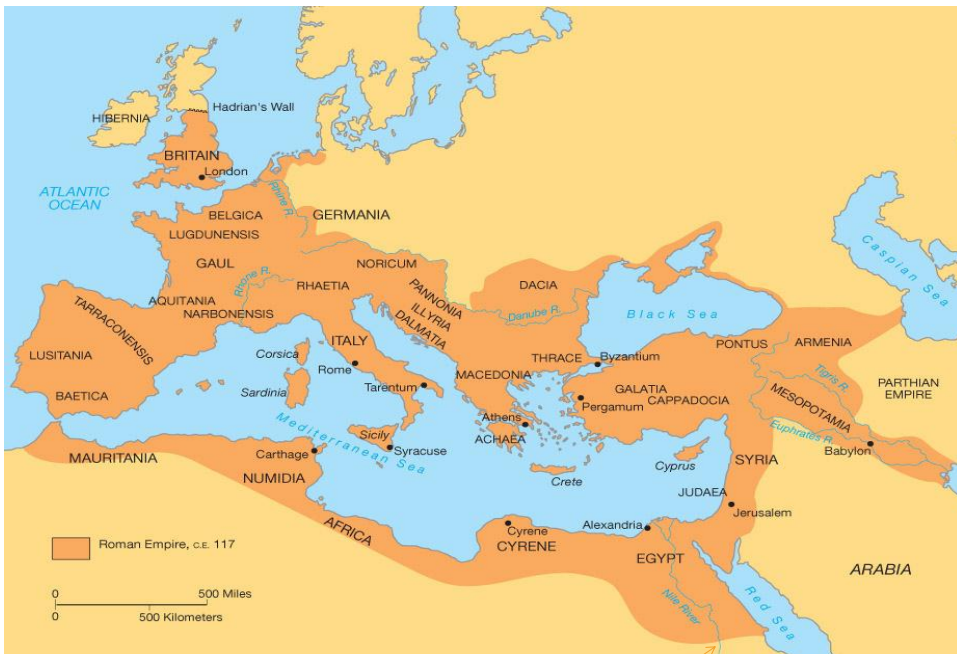 Hadrian's Wall
HIBERNIA
BRITAIN
London
ATLANTIC
OCEAN
Rhine R.
BELGICA
GERMANIA
LUGDUNENSIS
GAUL
Rhone R.
NORICUM
RHAETIA
AQUITANIA
NARBONENSIS
PANNONIA
ILLYRIA
DALMATIA
DACIA
Danube R.
Black Sea
Caspian Sea
TARRACONENSIS
LUSITANIA
BAETICA
Corsica
ITALY
Rome
Sardinia
Tarentum
MACEDONIA
THRACE
Byzantium
PONTUS
ARMENIA
GALATIA
CAPPADOCIA
Pergamum
Tigris R.
MESOPOTAMIA
PARTHIAN
EMPIRE
Euphrates R.
Babylon
Athens
ACHAEA
Mediterranean Sea
Sicily
Syracuse
Carthage
MAURITANIA
NUMIDIA
Crete
Cyprus
SYRIA
JUDAEA
Jerusalem
AFRICA
Cyrene
CYRENE
Alexandria
EGYPT
Nile River
Red Sea
ARABIA
Roman Empire, C.E. 117
0 500 Miles
0 500 Kilometers